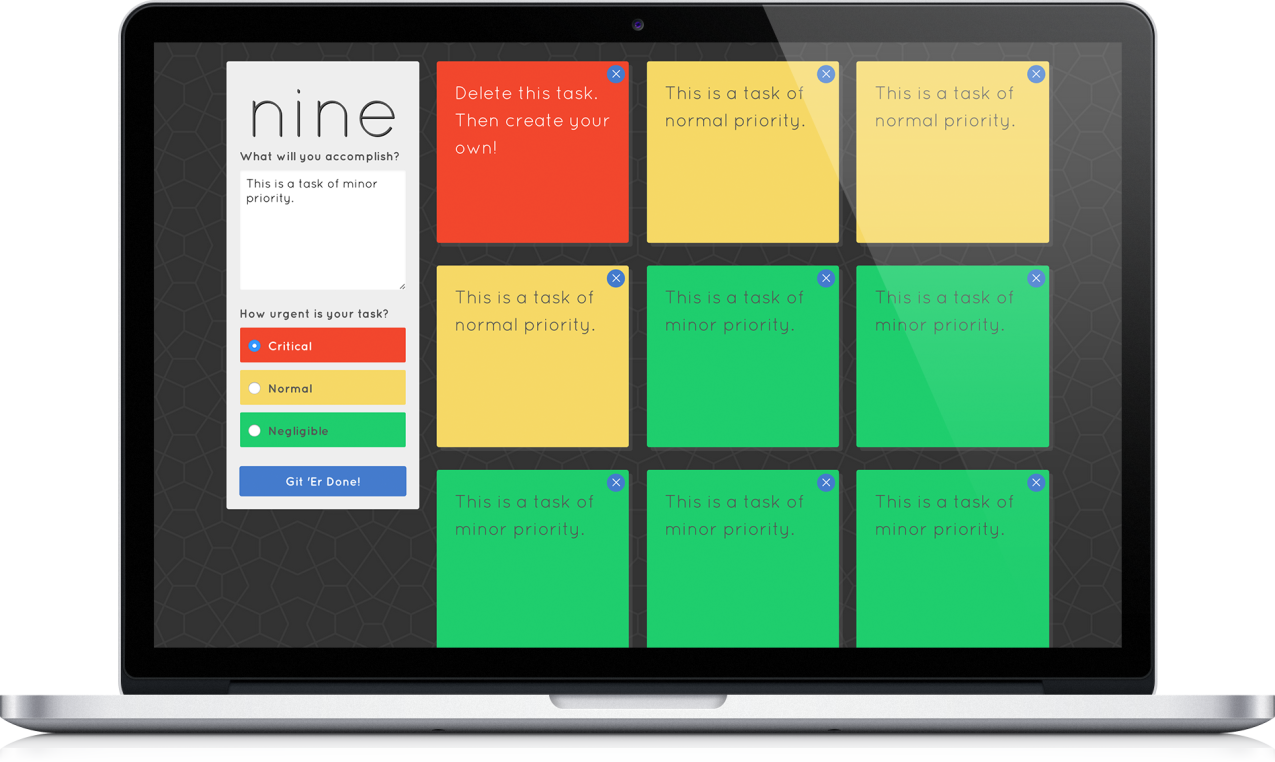 nine
What will you accomplish?
This is a task of minor
priority.
How urgent is your task?
Critical
Normal
Negligible
Git 'Er Done!
Delete this task.
Then create your
own!
This is a task of
normal priority.
This is a task of
normal priority.
This is a task of
normal priority.
This is a task of
minor priority.
This is a task of
minor priority.
This is a task of
minor priority.
This is a task of
minor priority.
This is a task of
minor priority.